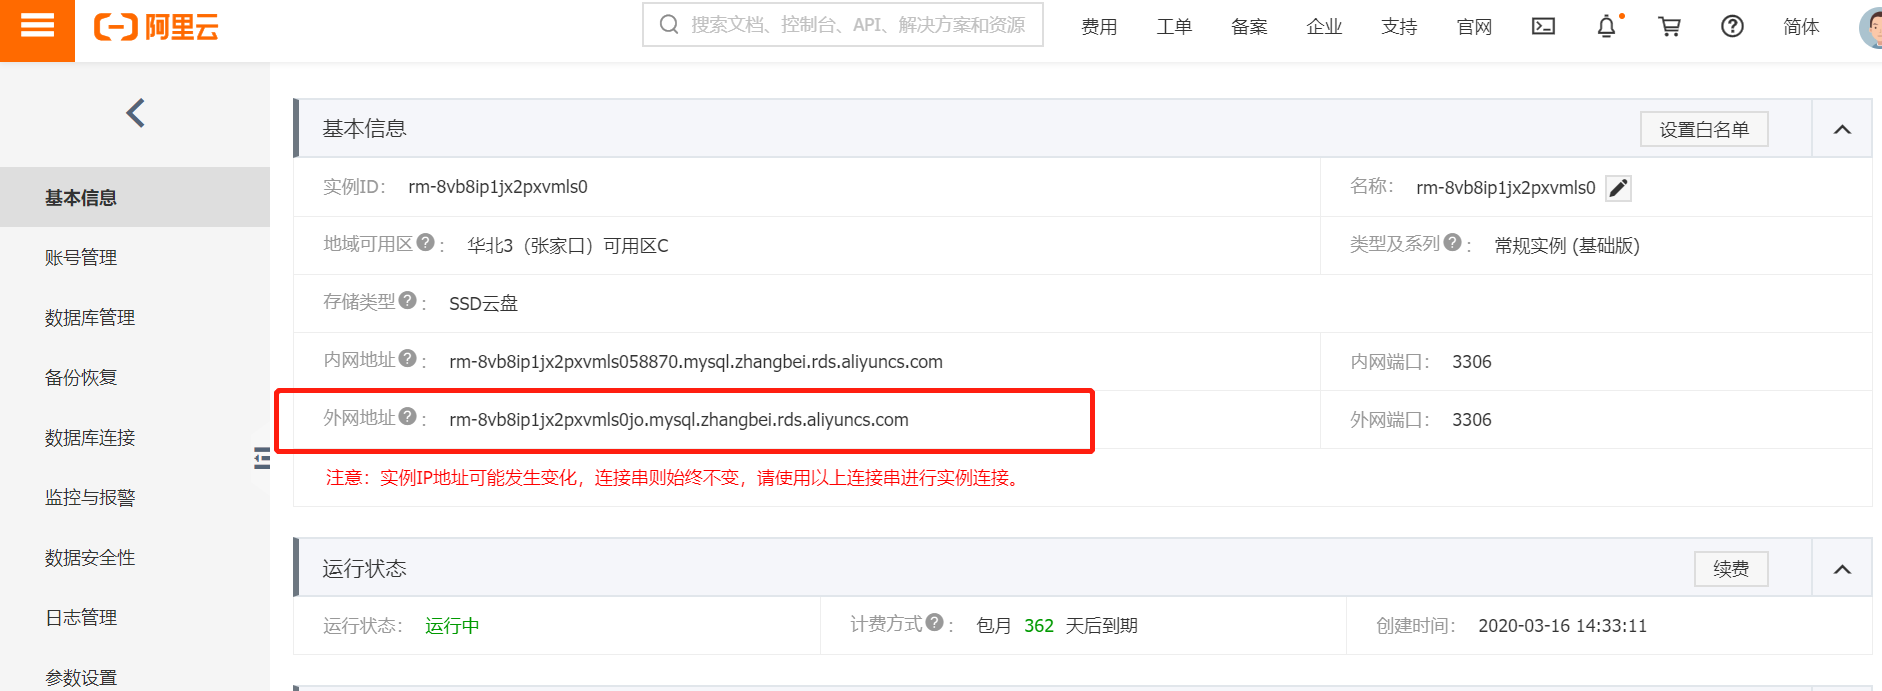 阿里云
搜索文档、控制台、API、解决方案和资源
费用 工单 备案 企业 支持 官网 简体
基本信息
账号管理
数据库管理
备份恢复
数据库连接
监控与报警
数据安全性
日志管理
参数设置
基本信息 设置白名单
实例ID： rm-8vb8ip1jx2pxvmls0 名称： rm-8vb8ip1jx2pxvmls0
地域可用区 ： 华北3（张家口）可用区C 类型及系列 ： 常规实例 (基础版)
存储类型 ： SSD云盘
内网地址 ： rm-8vb8ip1jx2pxvmls058870.mysql.zhangbei.rds.aliyuncs.com 内网端口： 3306
外网地址 ： rm-8vb8ip1jx2pxvmls0jo.mysql.zhangbei.rds.aliyuncs.com 外网端口： 3306
注意：实例IP地址可能发生变化，连接串则始终不变，请使用以上连接串进行实例连接。
运行状态 续费
运行状态： 运行中 计费方式 ： 包月 362 天后到期 创建时间： 2020-03-16 14:33:11